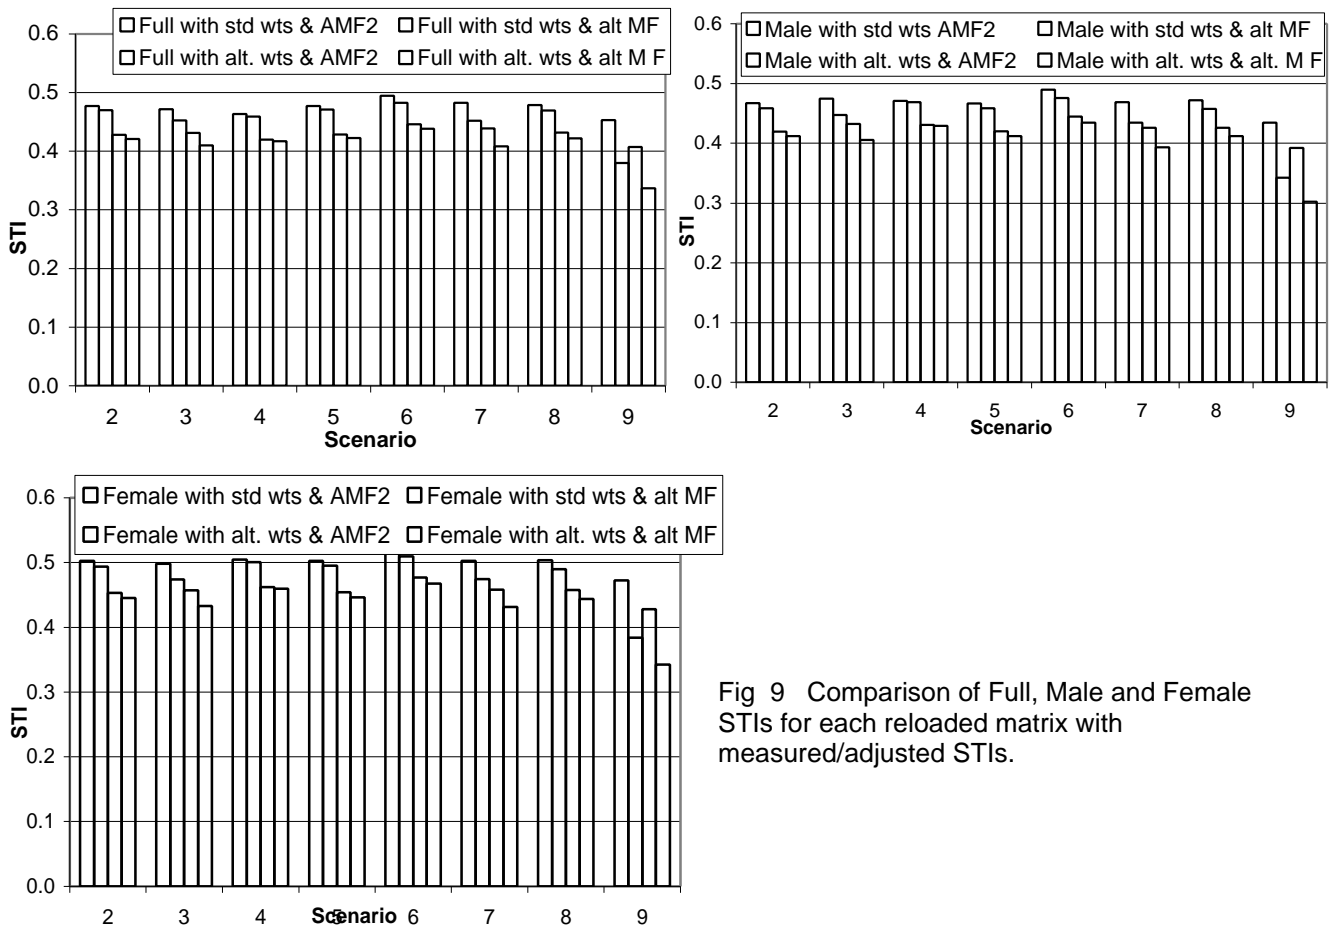 Full with std wts & AMF2 Full with std wts & alt MF
Full with alt. wts & AMF2 Full with alt. wts & alt M F
0.6
0.5
0.4
0.3
0.2
0.1
0.0
STI
2 3 4 5 6 7 8 9
Scenario
Male with std wts AMF2 Male with std wts & alt MF
Male with alt. wts & AMF2 Male with alt. wts & alt. M F
0.6
0.5
0.4
0.3
0.2
0.1
0.0
STI
2 3 4 5 6 7 8 9
Scenario
Female with std wts & AMF2 Female with std wts & alt MF
Female with alt. wts & AMF2 Female with alt. wts & alt MF
0.6
0.5
0.4
0.3
0.2
0.1
0.0
STI
2 3 4 5 6 7 8 9
Scenario
Fig 9 Comparison of Full, Male and Female
STIs for each reloaded matrix with
measured/adjusted STIs.